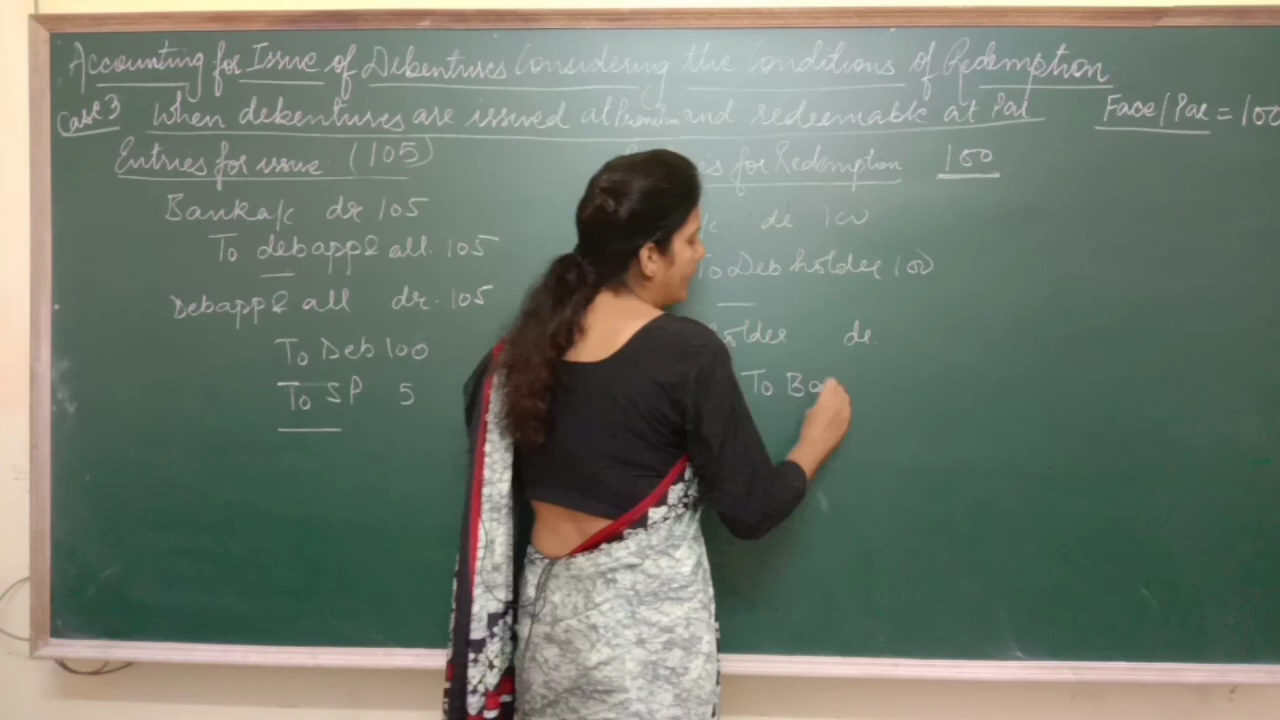 Accounting for Issue of Debentures Considering the Conditions of Redemption
Case 3 When debentures are issued at Premium and redeemable at Par Face/Par = 100
Entries for issue (105)
Bank a/c dr 105
To deb app & all. 105
Deb app & all dr. 105
To Deb 100
To SP 5
for Redemption 100
dr 100
To Deb holder 100
holder dr.
To Ba